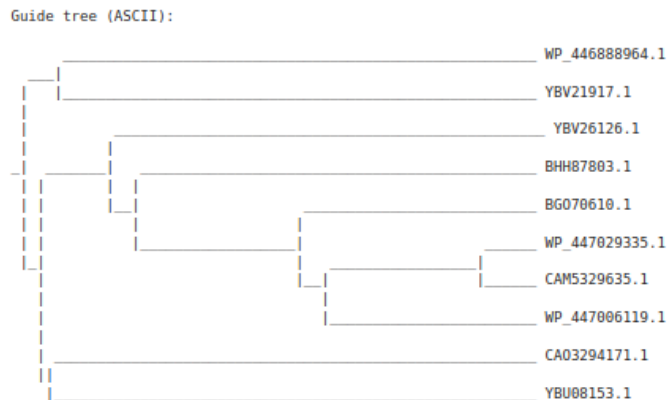 Guide tree (ASCII):
WP_446888964.1
YBV21917.1
YBV26126.1
BHH87803.1
BGO70610.1
WP_447029335.1
CAM5329635.1
WP_447006119.1
CAO3294171.1
YBU08153.1